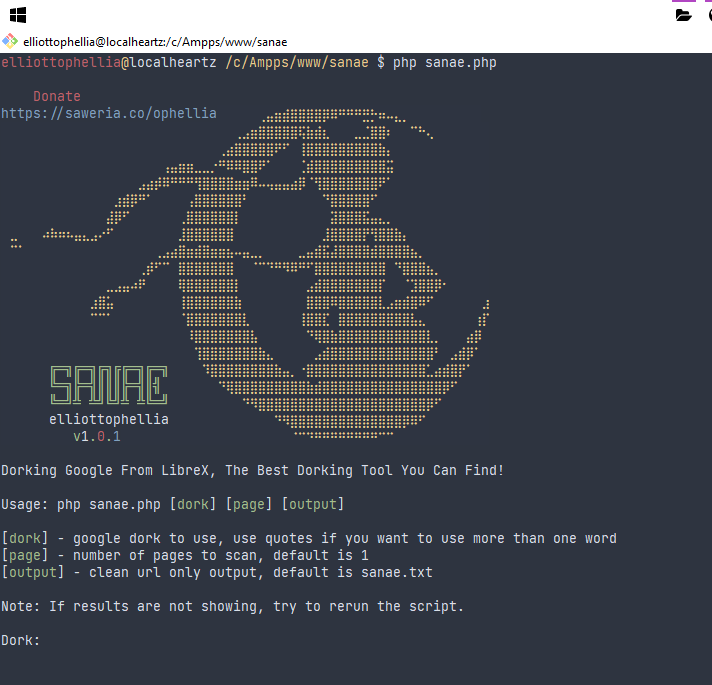 elliottophellia@localheartz:/c/Ampps/www/sanae
elliottophellia@localheartz /c/Ampps/www/sanae $ php sanae.php
Donate
https://saweria.co/ophellia
SANAE
elliottophellia
v1.0.1
Dorking Google From LibreX, The Best Dorking Tool You Can Find!
Usage: php sanae.php [dork] [page] [output]
[dork] - google dork to use, use quotes if you want to use more than one word
[page] - number of pages to scan, default is 1
[output] - clean url only output, default is sanae.txt
Note: If results are not showing, try to rerun the script.
Dork: